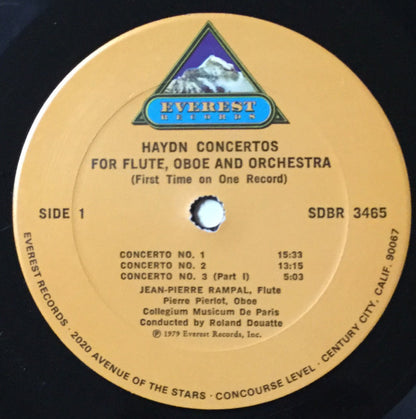 EVEREST
RECORDS
HAYDN CONCERTOS
FOR FLUTE, OBOE AND ORCHESTRA
(First Time on One Record)
SIDE 1
SDBR 3465
CONCERTO NO. 1 15:33
CONCERTO NO. 2 13:15
CONCERTO NO. 3 (Part I) 5:03
JEAN-PIERRE RAMPAL, Flute
Pierre Pierlot, Oboe
Collegium Musicum De Paris
Conducted by Roland Douatte
℗ 1979 Everest Records, Inc.
EVEREST RECORDS - 2020 AVENUE OF THE STARS - CONCOURSE LEVEL - CENTURY CITY, CALIF. 90067